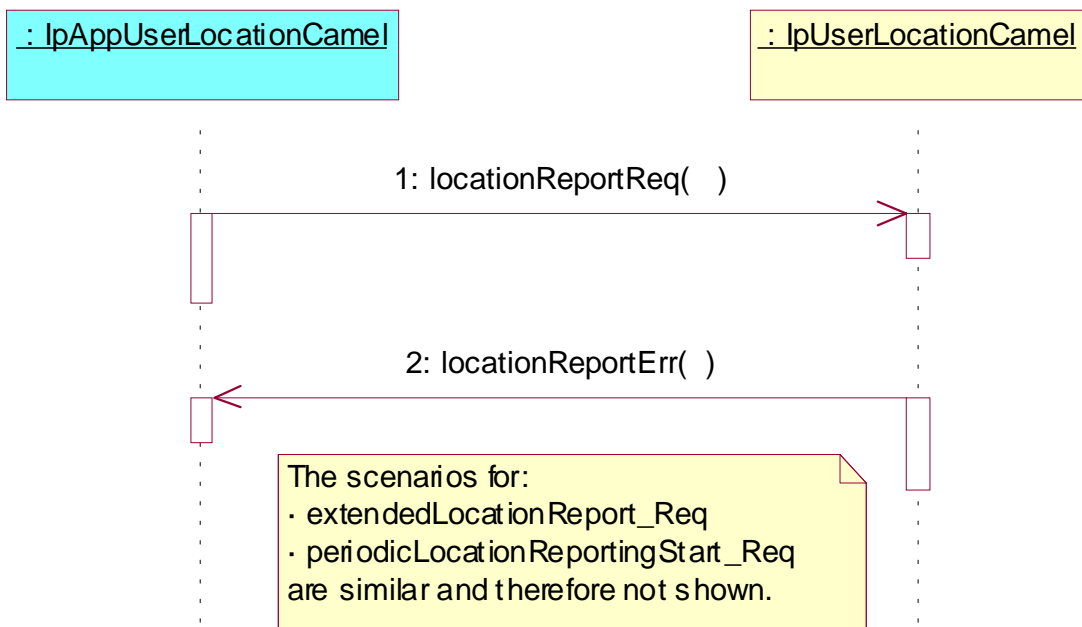 : IpAppUserLocationCamel
: IpUserLocationCamel
1: locationReportReq( )
2: locationReportErr( )
The scenarios for:
· extendedLocationReport_Req
· periodicLocationReportingStart_Req
are similar and therefore not shown.